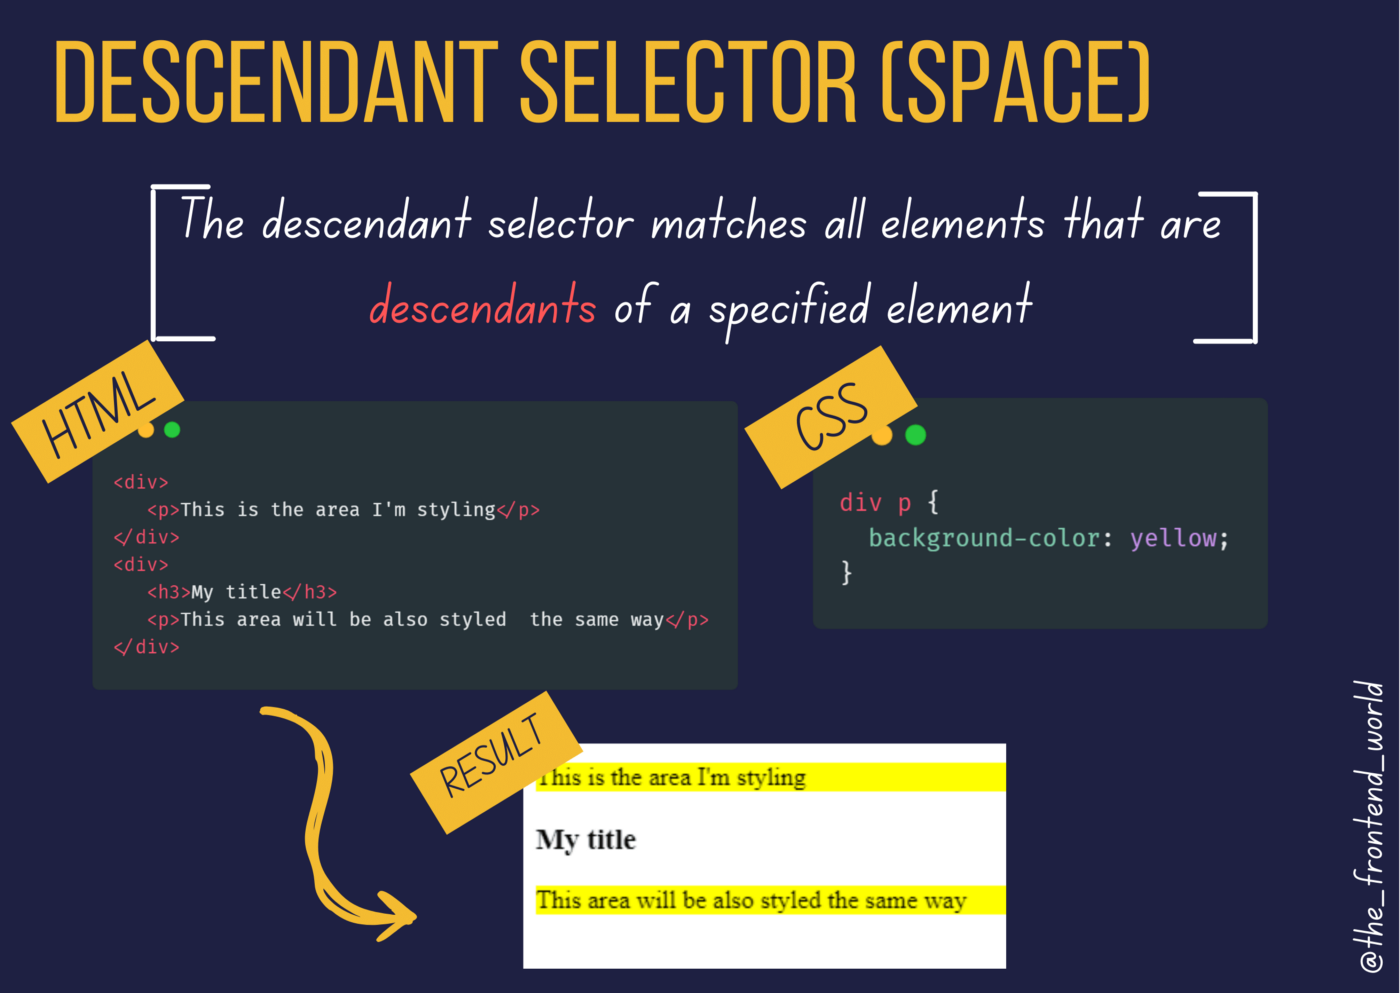 DESCENDANT SELECTOR (SPACE)
The descendant selector matches all elements that are
descendants of a specified element
HTML
<div>
<p>This is the area I'm styling</p>
</div>
<div>
<h3>My title</h3>
<p>This area will be also styled  the same way</p>
</div>
CSS
div p {
background-color: yellow;
}
RESULT
This is the area I'm styling
My title
This area will be also styled the same way
@the_frontend_world